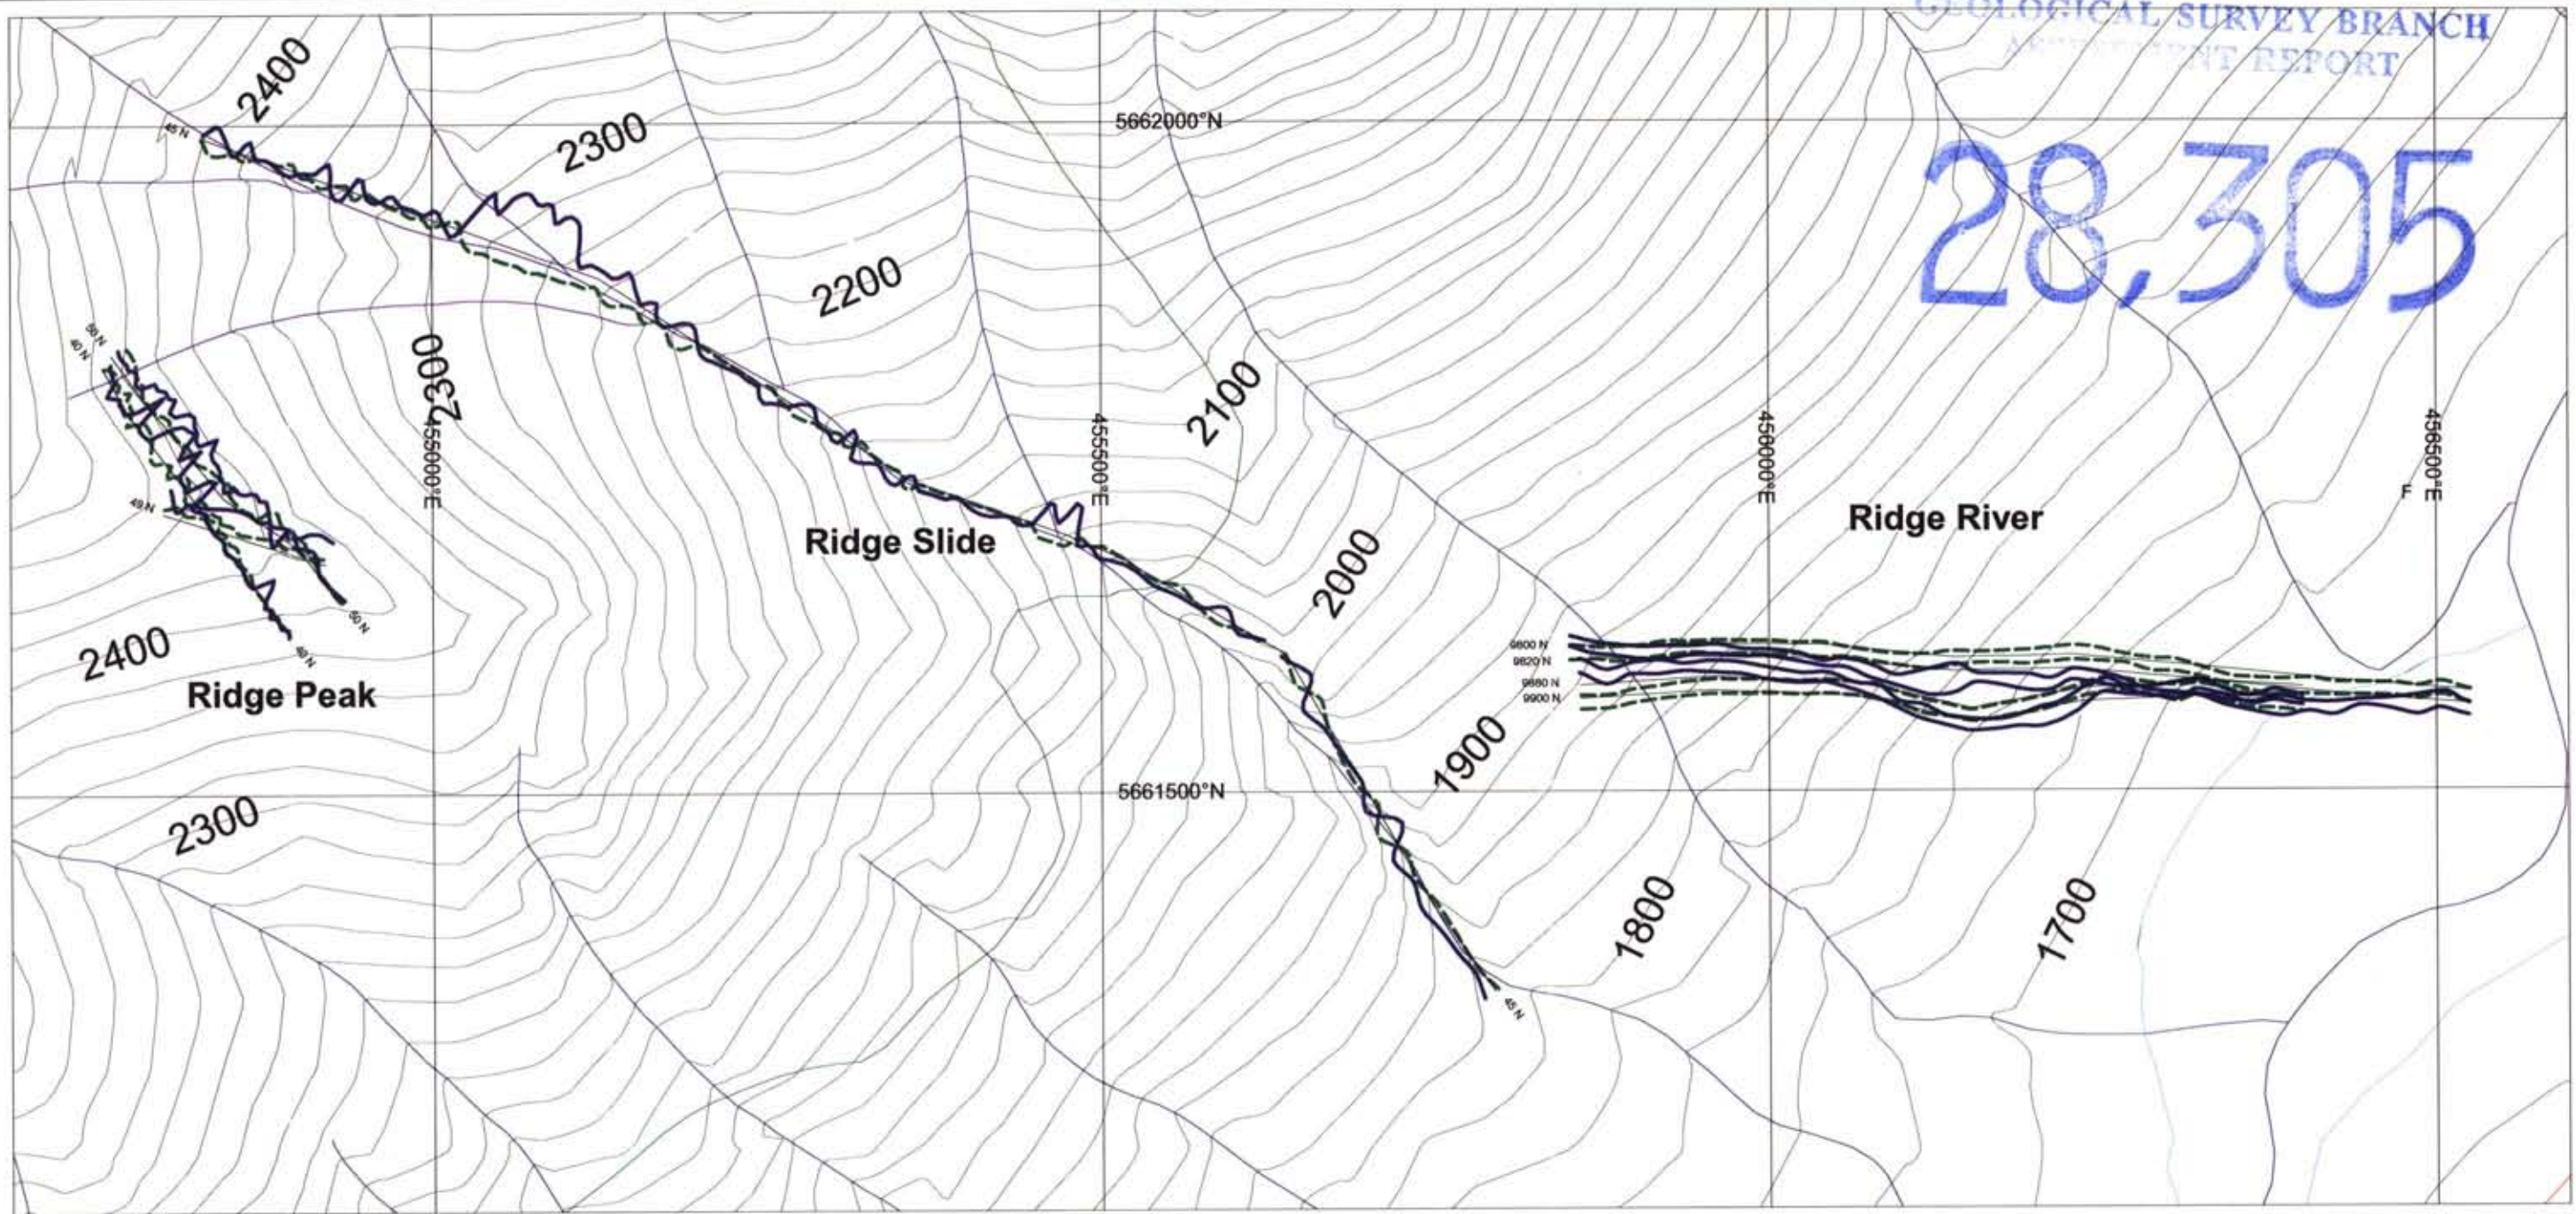 GEOLOGICAL SURVEY BRANCH
REPORT
28,305
2400
45 N
2300
5662000°N
2200
50 N
40 N
2300
2100
455000°E
455500°E
456000°E
456500°E
F
49 N
Ridge Slide
Ridge River
2000
50 N
40 N
2400
Ridge Peak
9800 N
9820 N
9880 N
9900 N
1900
5661500°N
2300
1800
1700
45 N